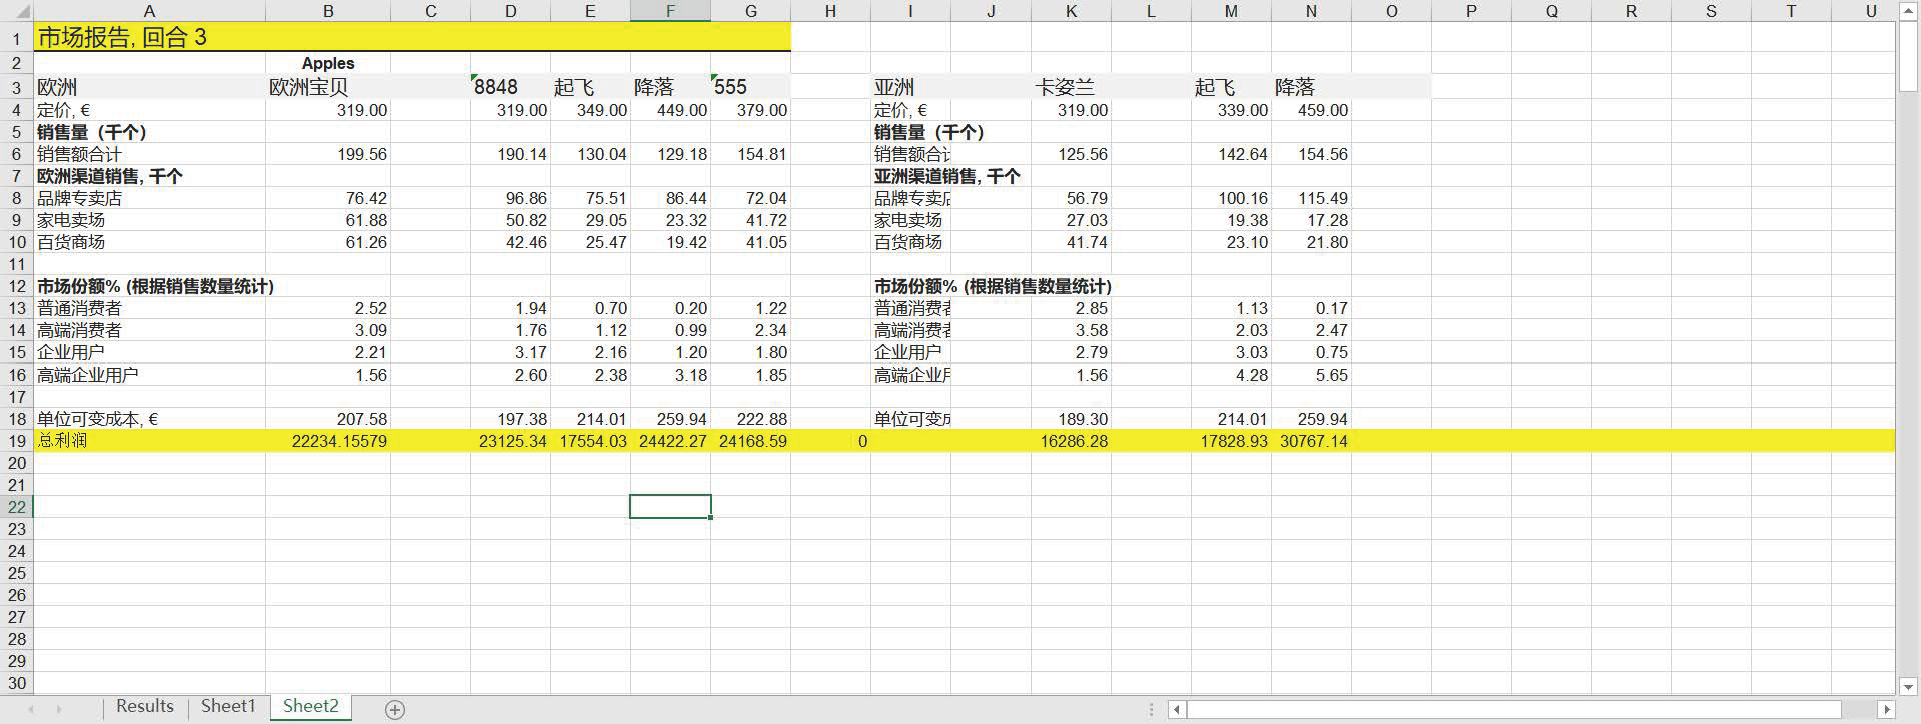 A B C D E F G H I J K L M N O P Q R S T U
1 市场报告, 回合 3
2 Apples
3 欧洲 欧洲宝贝 8848 起飞 降落 555 亚洲 卡姿兰 起飞 降落
4 定价, € 319.00 319.00 349.00 449.00 379.00 定价, € 319.00 339.00 459.00
5 销售量（千个） 销售量（千个）
6 销售额合计 199.56 190.14 130.04 129.18 154.81 销售额合计 125.56 142.64 154.56
7 欧洲渠道销售, 千个 亚洲渠道销售, 千个
8 品牌专卖店 76.42 96.86 75.51 86.44 72.04 品牌专卖店 56.79 100.16 115.49
9 家电卖场 61.88 50.82 29.05 23.32 41.72 家电卖场 27.03 19.38 17.28
10 百货商场 61.26 42.46 25.47 19.42 41.05 百货商场 41.74 23.10 21.80
11
12 市场份额% (根据销售数量统计) 市场份额% (根据销售数量统计)
13 普通消费者 2.52 1.94 0.70 0.20 1.22 普通消费者 2.85 1.13 0.17
14 高端消费者 3.09 1.76 1.12 0.99 2.34 高端消费者 3.58 2.03 2.47
15 企业用户 2.21 3.17 2.16 1.20 1.80 企业用户 2.79 3.03 0.75
16 高端企业用户 1.56 2.60 2.38 3.18 1.85 高端企业用 1.56 4.28 5.65
17
18 单位可变成本, € 207.58 197.38 214.01 259.94 222.88 单位可变成 189.30 214.01 259.94
19 总利润 22234.15579 23125.34 17554.03 24422.27 24168.59 0 16286.28 17828.93 30767.14
20
21
22
23
24
25
26
27
28
29
30
Results Sheet1 Sheet2